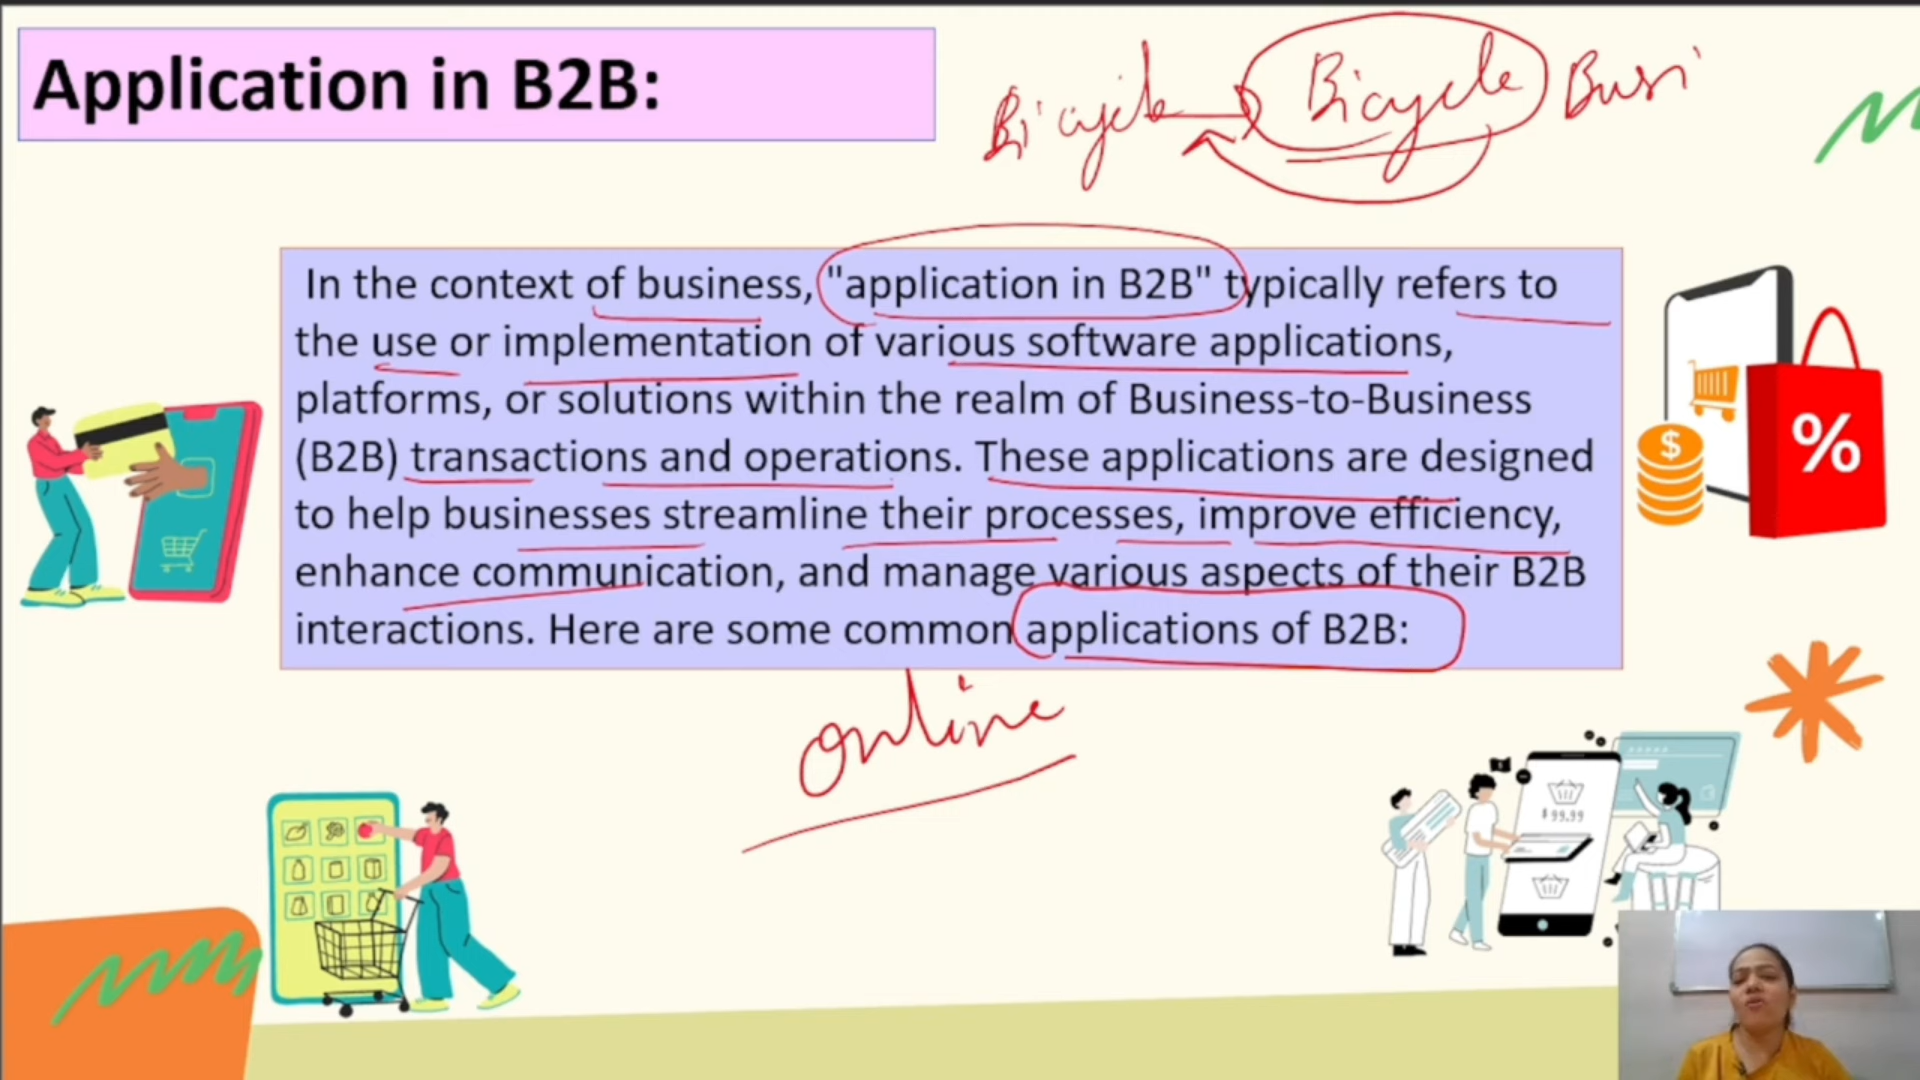 Application in B2B:
Bicycle Bicycle Busi
In the context of business, "application in B2B" typically refers to
the use or implementation of various software applications,
platforms, or solutions within the realm of Business-to-Business
(B2B) transactions and operations. These applications are designed
to help businesses streamline their processes, improve efficiency,
enhance communication, and manage various aspects of their B2B
interactions. Here are some common applications of B2B:
$
%
online
$99.99